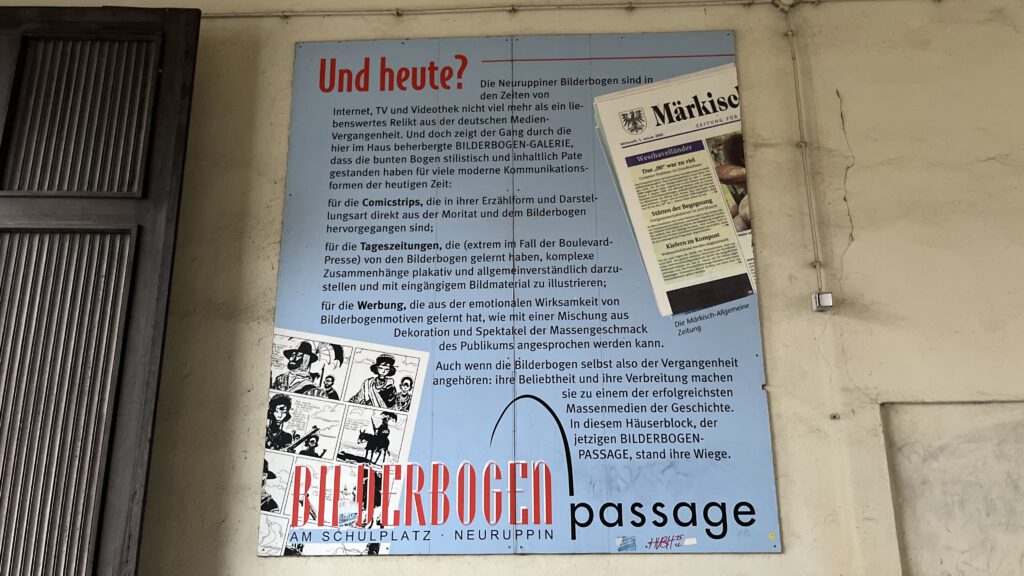 Und heute?
Die Neuruppiner Bilderbogen sind in
den Zeiten von
Internet, TV und Videothek nicht viel mehr als ein lie-
benswertes Relikt aus der deutschen Medien-
Vergangenheit. Und doch zeigt der Gang durch die
hier im Haus beherbergte BILDERBOGEN-GALERIE,
dass die bunten Bogen stilistisch und inhaltlich Pate
gestanden haben für viele moderne Kommunikations-
formen der heutigen Zeit:
für die Comicstrips, die in ihrer Erzählform und Darstel-
lungsart direkt aus der Moritat und dem Bilderbogen
hervorgegangen sind;
für die Tageszeitungen, die (extrem im Fall der Boulevard-
Presse) von den Bilderbogen gelernt haben, komplexe
Zusammenhänge plakativ und allgemeinverständlich darzu-
stellen und mit eingängigem Bildmaterial zu illustrieren;
für die Werbung, die aus der emotionalen Wirksamkeit von
Bilderbogenmotiven gelernt hat, wie mit einer Mischung aus
Dekoration und Spektakel der Massengeschmack
des Publikums angesprochen werden kann.
Auch wenn die Bilderbogen selbst also der Vergangenheit
angehören: ihre Beliebtheit und ihre Verbreitung machen
sie zu einem der erfolgreichsten
Massenmedien der Geschichte.
In diesem Häuserblock, der
jetzigen BILDERBOGEN-
PASSAGE, stand ihre Wiege.
Märkisch
ZEITUNG FÜR
Westhavelländer
Das „00" war zu viel
Stätten der Begegnung
Kiefern zu Kompost
Die Märkisch-Allgemeine
Zeitung
BILDERBOGEN
passage
AM SCHULPLATZ · NEURUPPIN